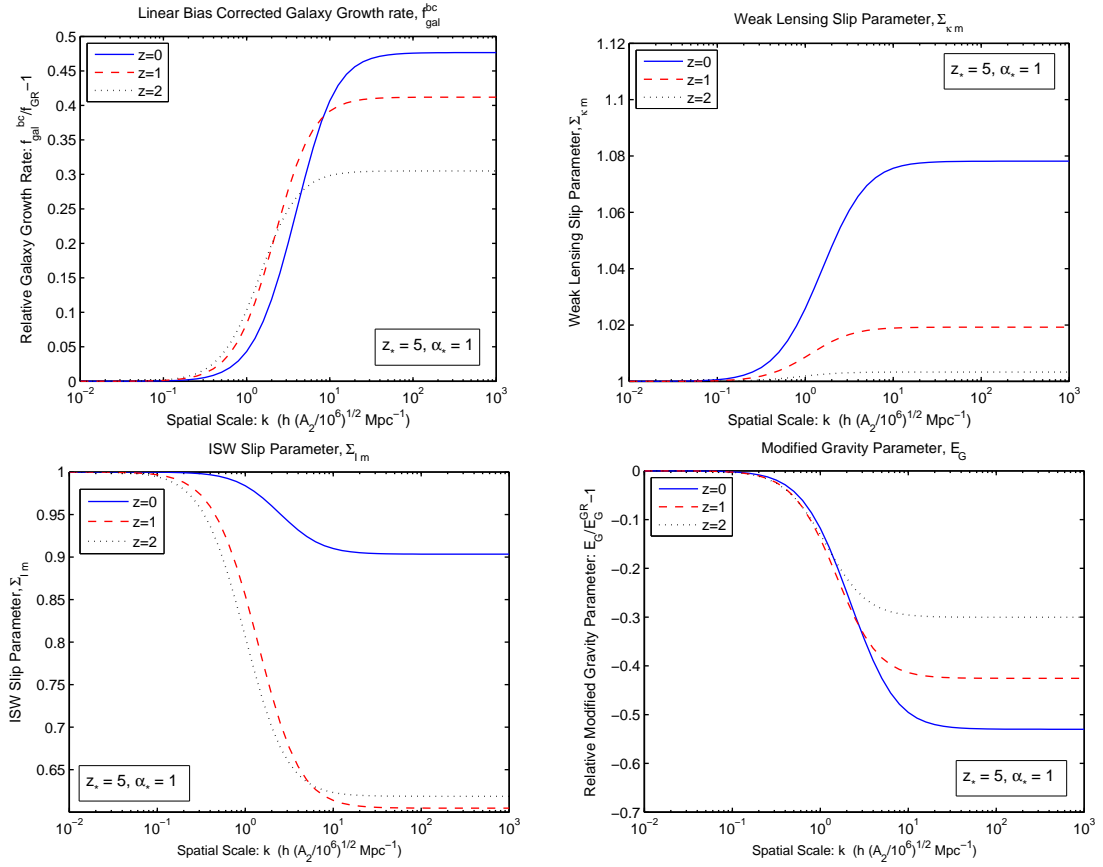 Linear Bias Corrected Galaxy Growth rate, f_gal^bc
Relative Galaxy Growth Rate: f_gal^bc/f_GR−1
0.5
0.45
0.4
0.35
0.3
0.25
0.2
0.15
0.1
0.05
0
z=0
z=1
z=2
z_* = 5, α_* = 1
10^−2 10^−1 10^0 10^1 10^2 10^3
Spatial Scale: k (h (A_2/10^6)^1/2 Mpc^−1)
Weak Lensing Slip Parameter, Σ_κm
Weak Lensing Slip Parameter, Σ_κm
1.12
1.1
1.08
1.06
1.04
1.02
1
z=0
z=1
z=2
z_* = 5, α_* = 1
10^−2 10^−1 10^0 10^1 10^2 10^3
Spatial Scale: k (h (A_2/10^6)^1/2 Mpc^−1)
ISW Slip Parameter, Σ_Im
ISW Slip Parameter, Σ_Im
1
0.95
0.9
0.85
0.8
0.75
0.7
0.65
z=0
z=1
z=2
z_* = 5, α_* = 1
10^−2 10^−1 10^0 10^1 10^2 10^3
Spatial Scale: k (h (A_2/10^6)^1/2 Mpc^−1)
Modified Gravity Parameter, E_G
Relative Modified Gravity Parameter: E_G/E_G^GR−1
0
−0.1
−0.2
−0.3
−0.4
−0.5
−0.6
−0.7
z=0
z=1
z=2
z_* = 5, α_* = 1
10^−2 10^−1 10^0 10^1 10^2 10^3
Spatial Scale: k (h (A_2/10^6)^1/2 Mpc^−1)